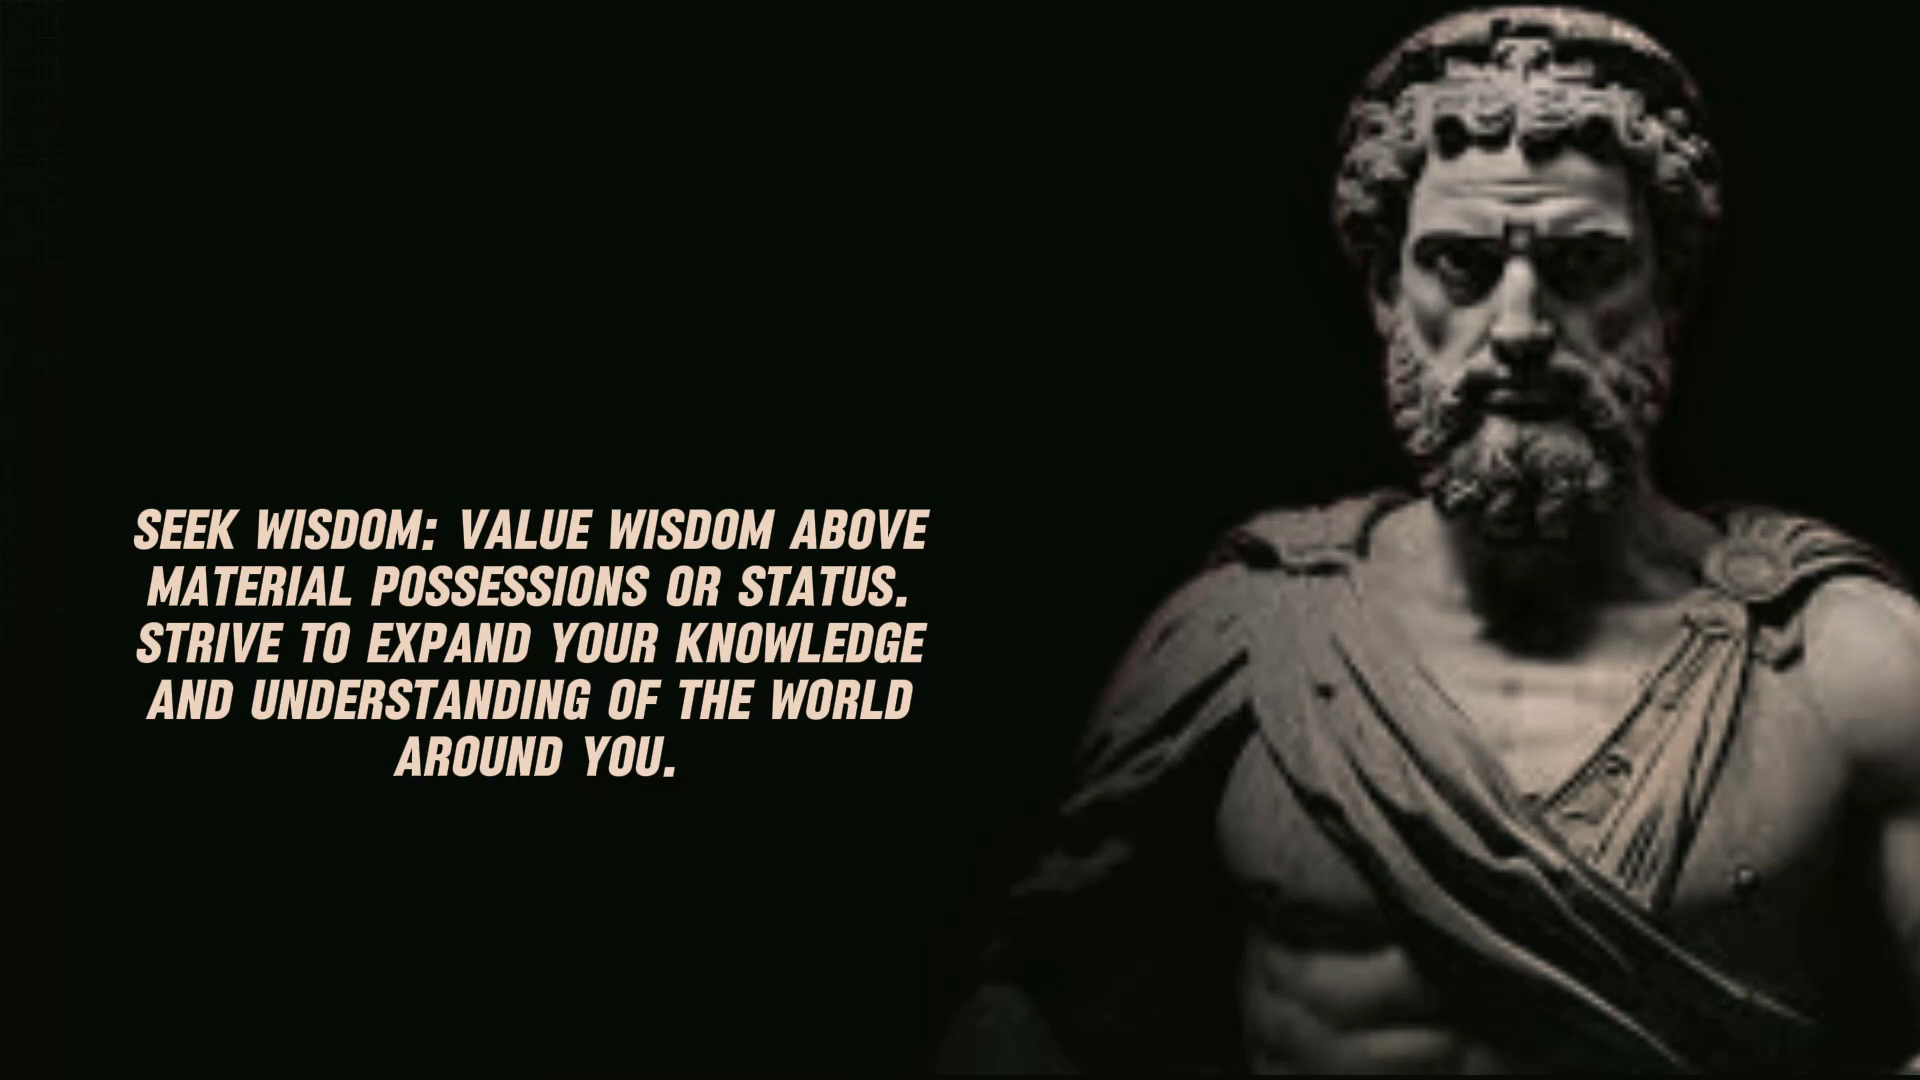 SEEK WISDOM: VALUE WISDOM ABOVE
MATERIAL POSSESSIONS OR STATUS.
STRIVE TO EXPAND YOUR KNOWLEDGE
AND UNDERSTANDING OF THE WORLD
AROUND YOU.